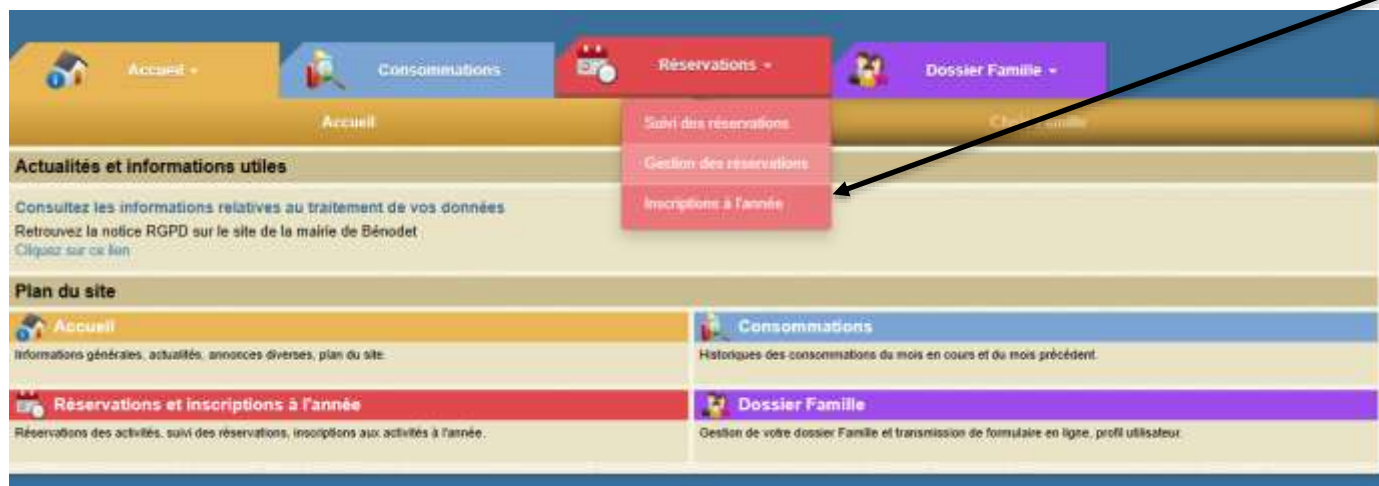 Accueil
Consommations
Réservations
Dossier Famille
Accueil
Suivi des réservations
Gestion des réservations
Inscriptions à l'année
Actualités et informations utiles
Consultez les informations relatives au traitement de vos données
Retrouvez la notice RGPD sur le site de la mairie de Bénodet
Cliquez sur ce lien
Plan du site
Accueil
Informations générales, actualités, annonces diverses, plan du site.
Consommations
Historiques des consommations du mois en cours et du mois précédent.
Réservations et inscriptions à l'année
Réservations des activités, suivi des réservations, inscriptions aux activités à l'année.
Dossier Famille
Gestion de votre dossier Famille et transmission de formulaire en ligne, profil utilisateur.